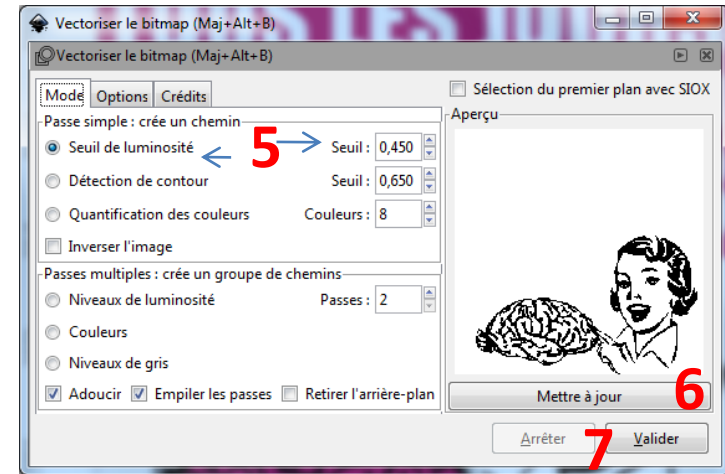 Vectoriser le bitmap (Maj+Alt+B)
Vectoriser le bitmap (Maj+Alt+B)
Mode Options Crédits
Sélection du premier plan avec SIOX
Passe simple : crée un chemin
Aperçu
Seuil de luminosité 5 Seuil : 0,450
Détection de contour Seuil : 0,650
Quantification des couleurs Couleurs : 8
Inverser l'image
Passes multiples : crée un groupe de chemins
Niveaux de luminosité Passes : 2
Couleurs
Niveaux de gris
Adoucir Empiler les passes Retirer l'arrière-plan
Mettre à jour 6
Arrêter 7 Valider